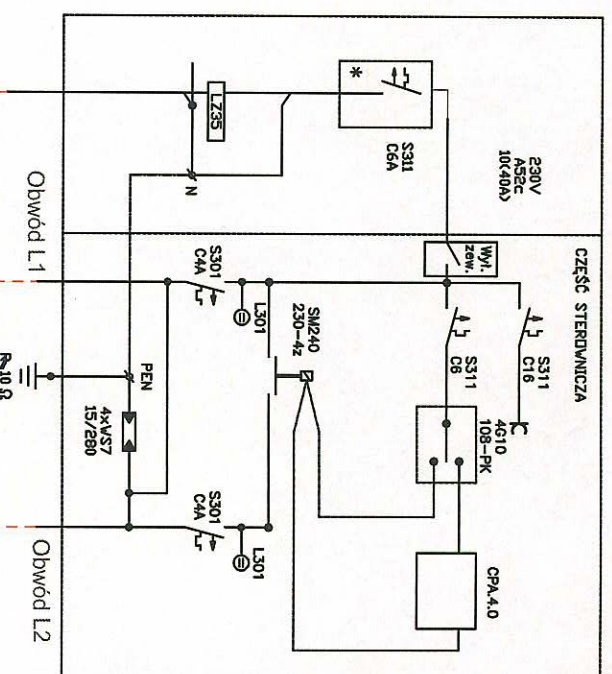 230V
A52c
10(40A)
CZĘŚĆ STEROWNICZA
S311
C16
S311
C6
4G10
108-PK
CPA.4.0
Wył.
zew.
S311
C6A
*
LZ35
N
SM240
230-4z
L301
S301
C4A
L301
S301
C4A
PEN
4xWS7
15/280
R≤10 Ω
Obwód L1
Obwód L2